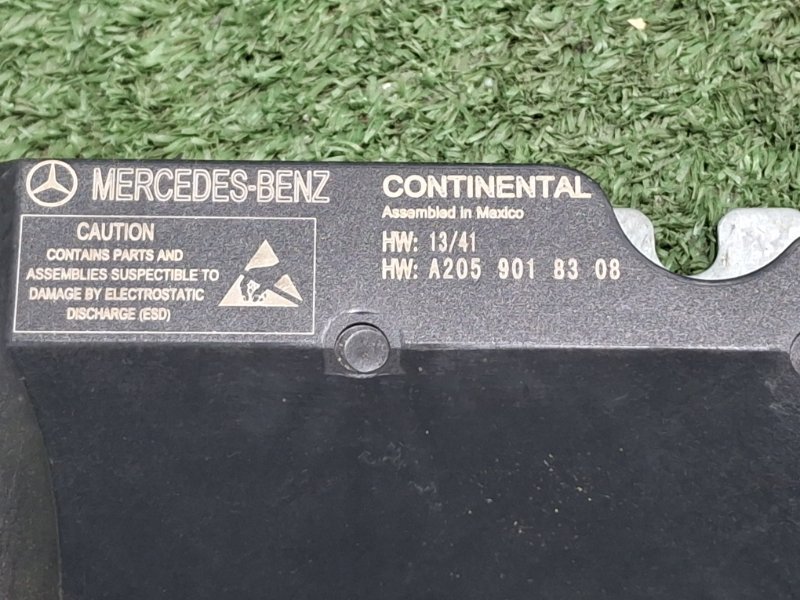 MERCEDES-BENZ
CAUTION
CONTAINS PARTS AND
ASSEMBLIES SUSPECTIBLE TO
DAMAGE BY ELECTROSTATIC
DISCHARGE (ESD)
CONTINENTAL
Assembled in Mexico
HW: 13/41
HW: A205 901 83 08